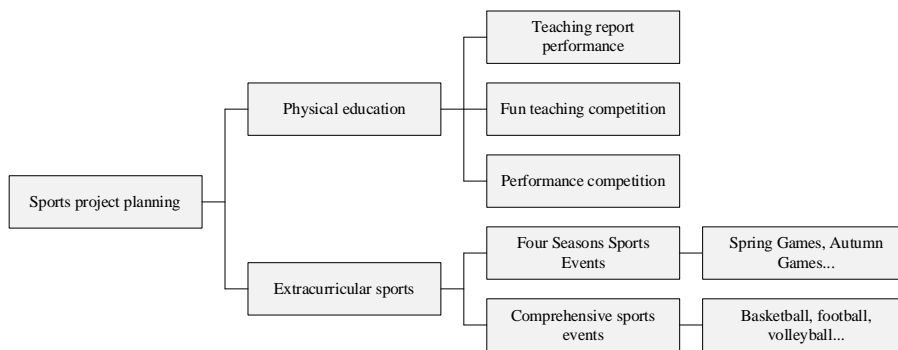 Teaching report
performance
Physical education
Fun teaching competition
Performance competition
Sports project planning
Four Seasons Sports
Events
Spring Games, Autumn
Games...
Extracurricular sports
Comprehensive sports
events
Basketball, football,
volleyball...